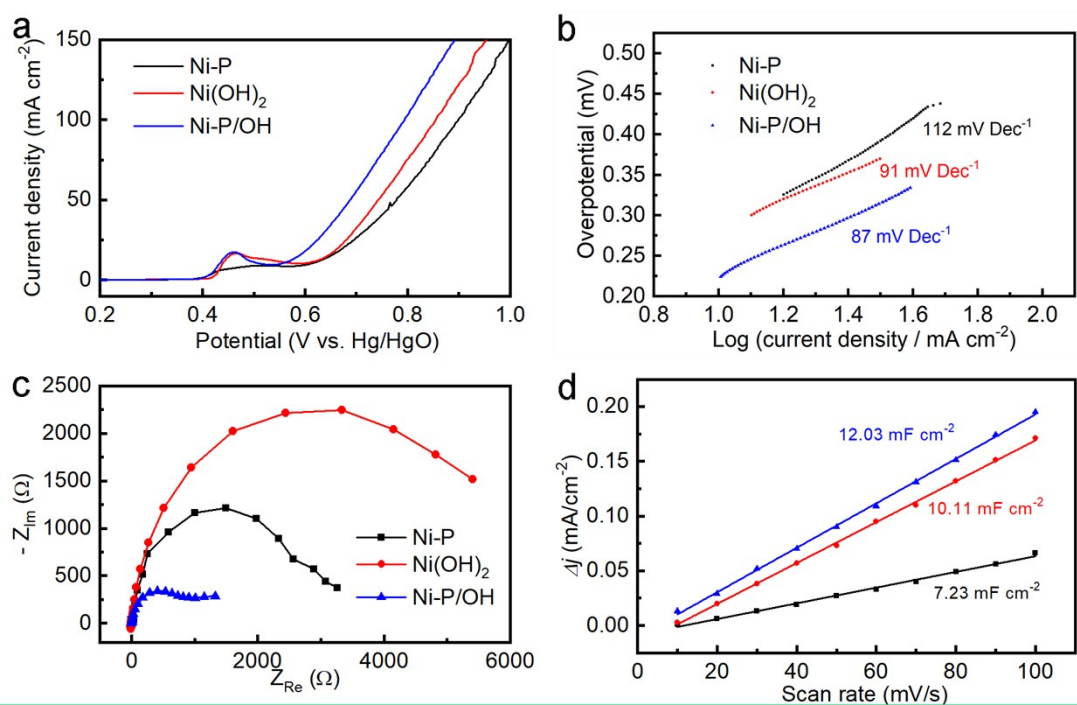 a
Current density (mA cm⁻²)
150
100
50
0
Ni-P
Ni(OH)₂
Ni-P/OH
0.2 0.4 0.6 0.8 1.0
Potential (V vs. Hg/HgO)
b
Overpotential (mV)
0.50
0.45
0.40
0.35
0.30
0.25
0.20
Ni-P
Ni(OH)₂
Ni-P/OH
112 mV Dec⁻¹
91 mV Dec⁻¹
87 mV Dec⁻¹
0.8 1.0 1.2 1.4 1.6 1.8 2.0
Log (current density / mA cm⁻²)
c
- Z_Im (Ω)
2500
2000
1500
1000
500
0
Ni-P
Ni(OH)₂
Ni-P/OH
0 2000 4000 6000
Z_Re (Ω)
d
Δj (mA/cm⁻²)
0.20
0.15
0.10
0.05
0.00
12.03 mF cm⁻²
10.11 mF cm⁻²
7.23 mF cm⁻²
20 40 60 80 100
Scan rate (mV/s)